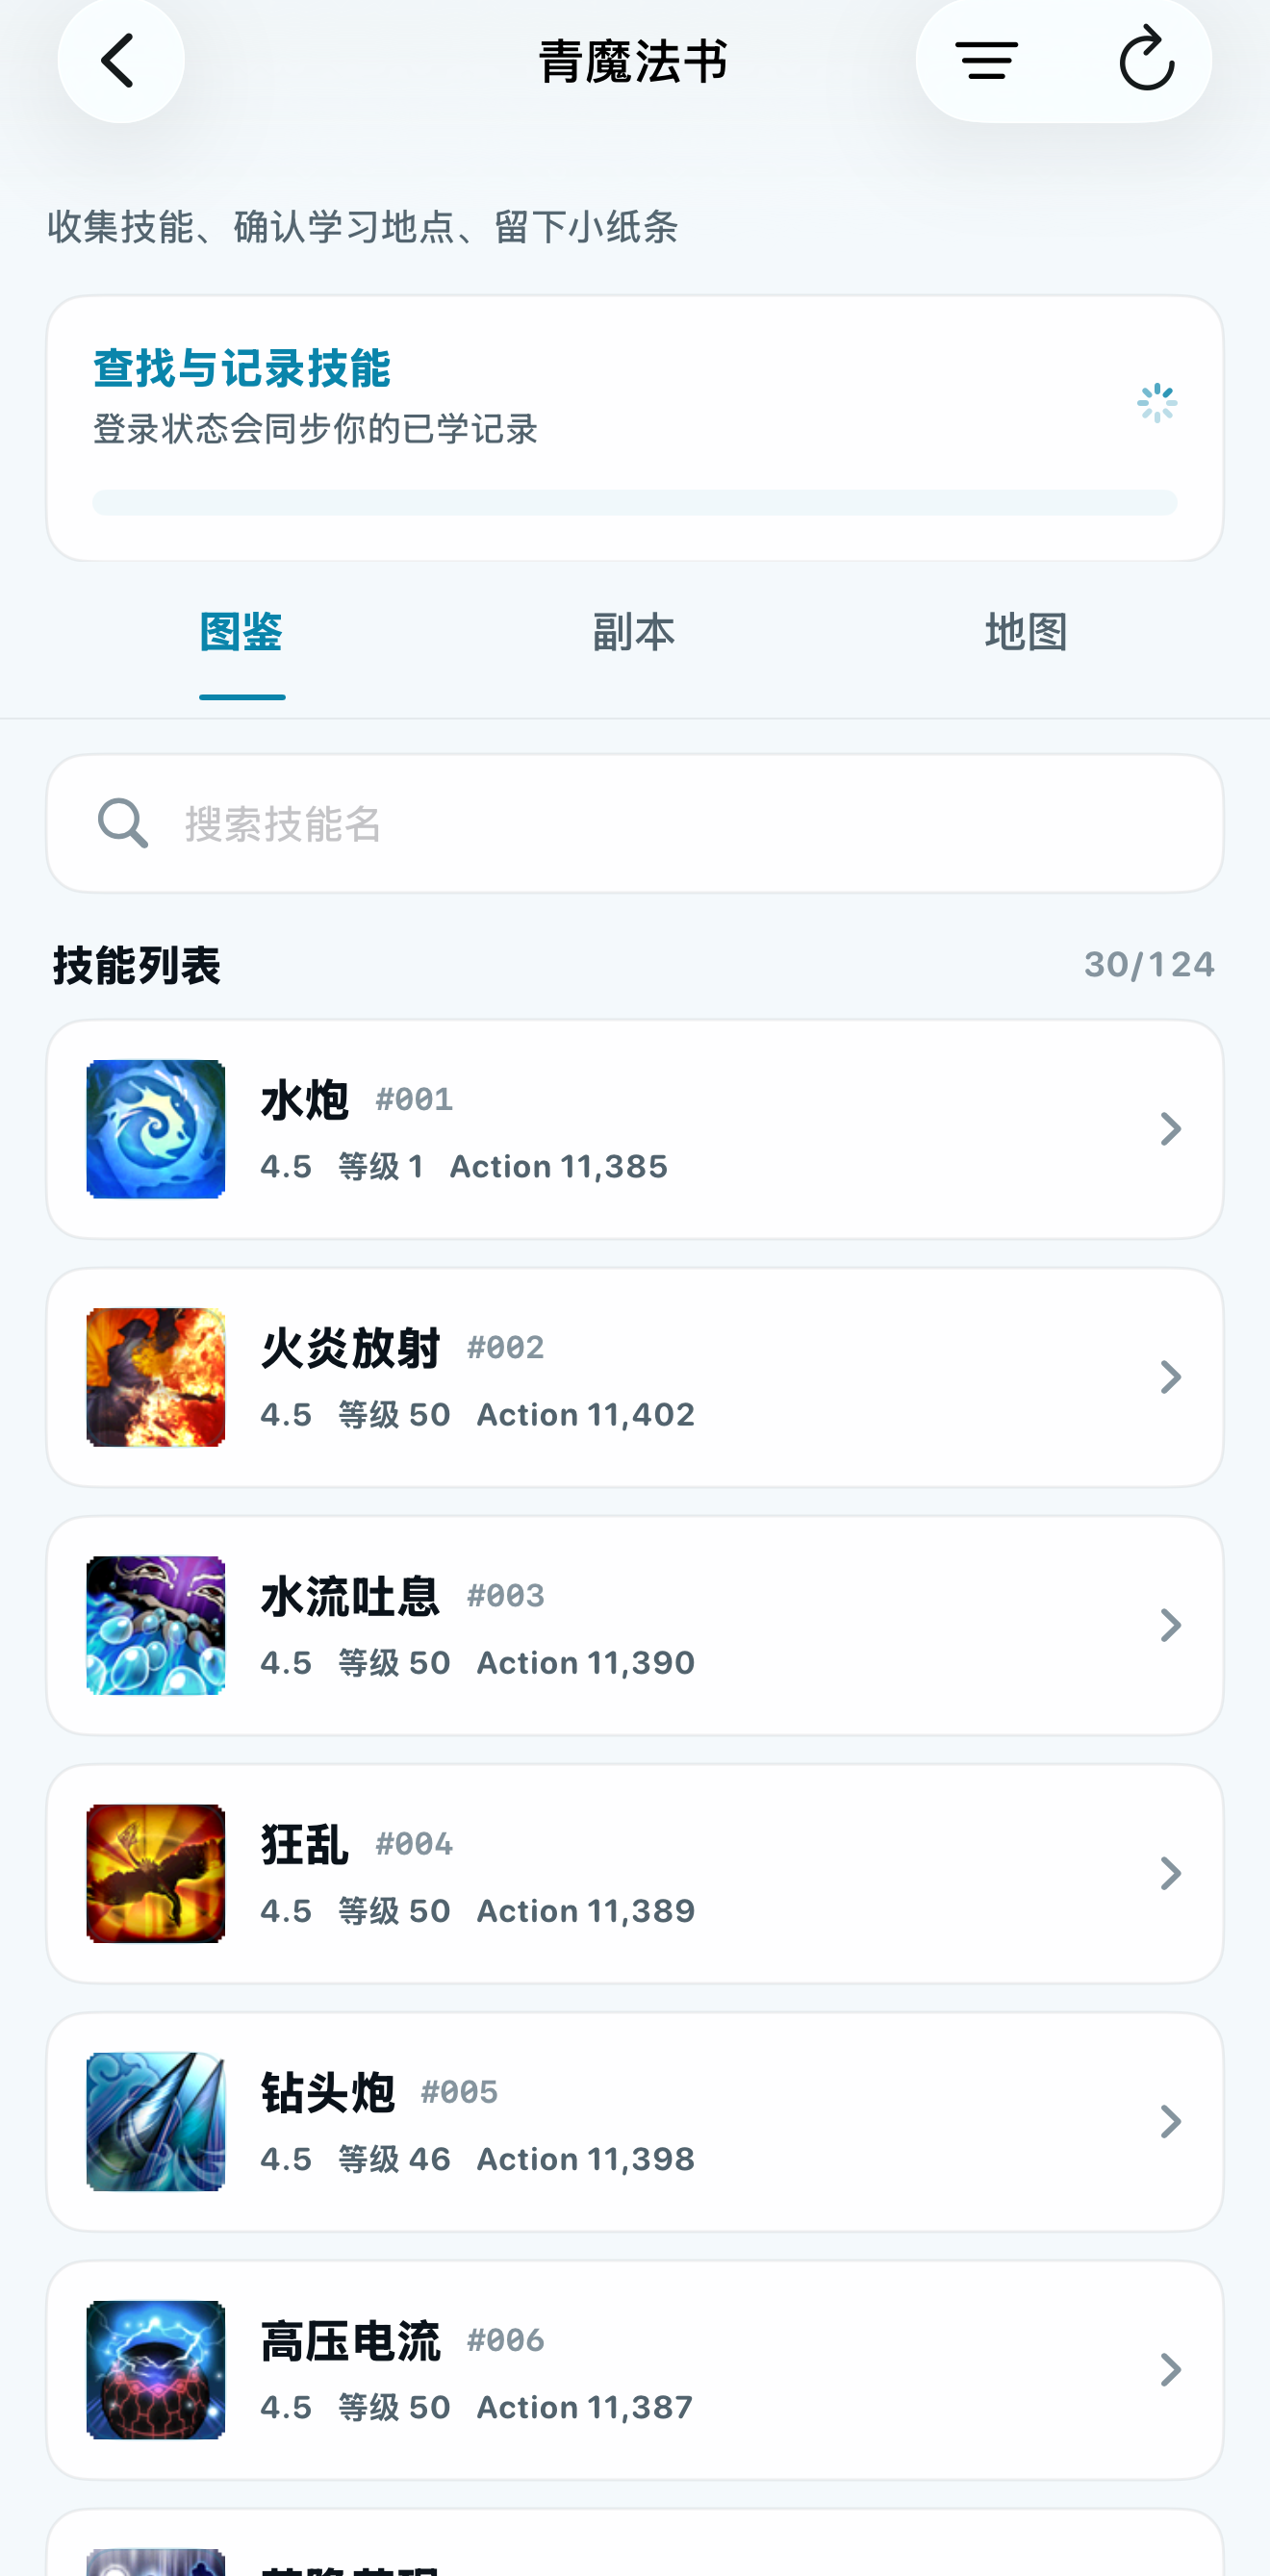 青魔法书
收集技能、确认学习地点、留下小纸条
查找与记录技能
登录状态会同步你的已学记录
图鉴 副本 地图
搜索技能名
技能列表 30/124
水炮 #001
4.5 等级 1 Action 11,385
火炎放射 #002
4.5 等级 50 Action 11,402
水流吐息 #003
4.5 等级 50 Action 11,390
狂乱 #004
4.5 等级 50 Action 11,389
钻头炮 #005
4.5 等级 46 Action 11,398
高压电流 #006
4.5 等级 50 Action 11,387